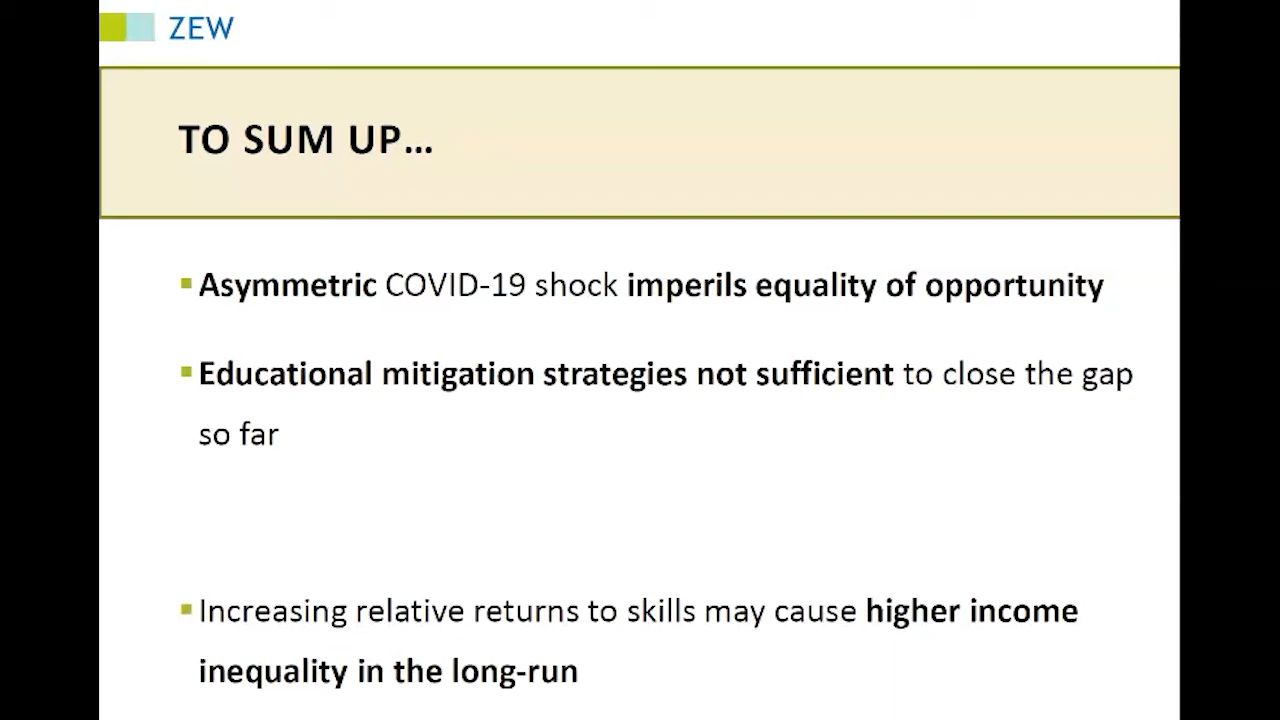 ZEW
TO SUM UP...
▪ Asymmetric COVID-19 shock imperils equality of opportunity
▪ Educational mitigation strategies not sufficient to close the gap
so far
▪ Increasing relative returns to skills may cause higher income
inequality in the long-run